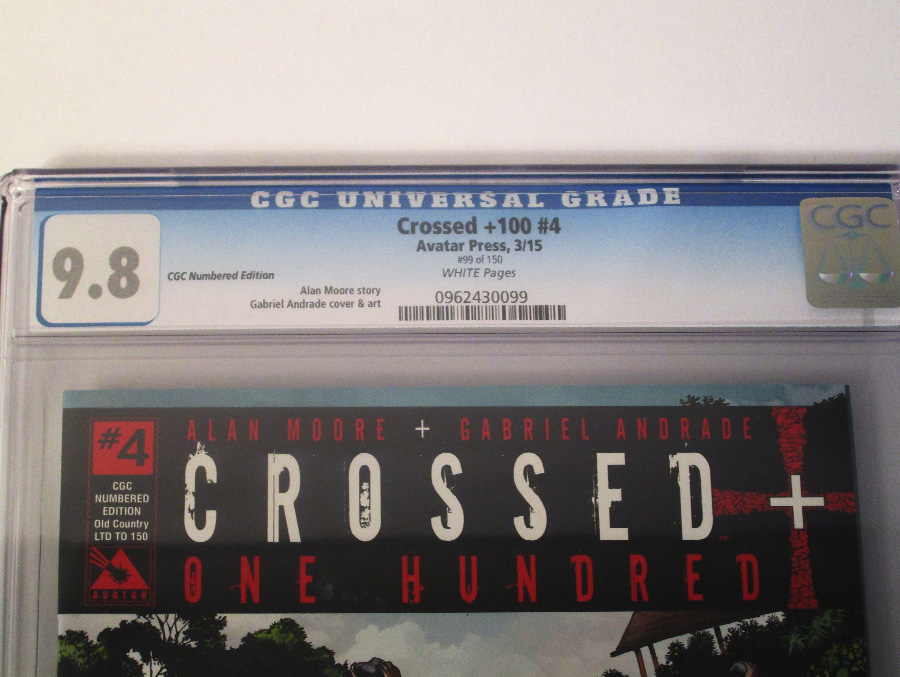 CGC UNIVERSAL GRADE
9.8
CGC Numbered Edition
Crossed +100 #4
Avatar Press, 3/15
#99 of 150
WHITE Pages
Alan Moore story
Gabriel Andrade cover & art
0962430099
CGC
#4
CGC
NUMBERED
EDITION
Old Country
LTD TO 150
AVATAR
ALAN MOORE + GABRIEL ANDRADE
CROSSED +
™
ONE HUNDRED